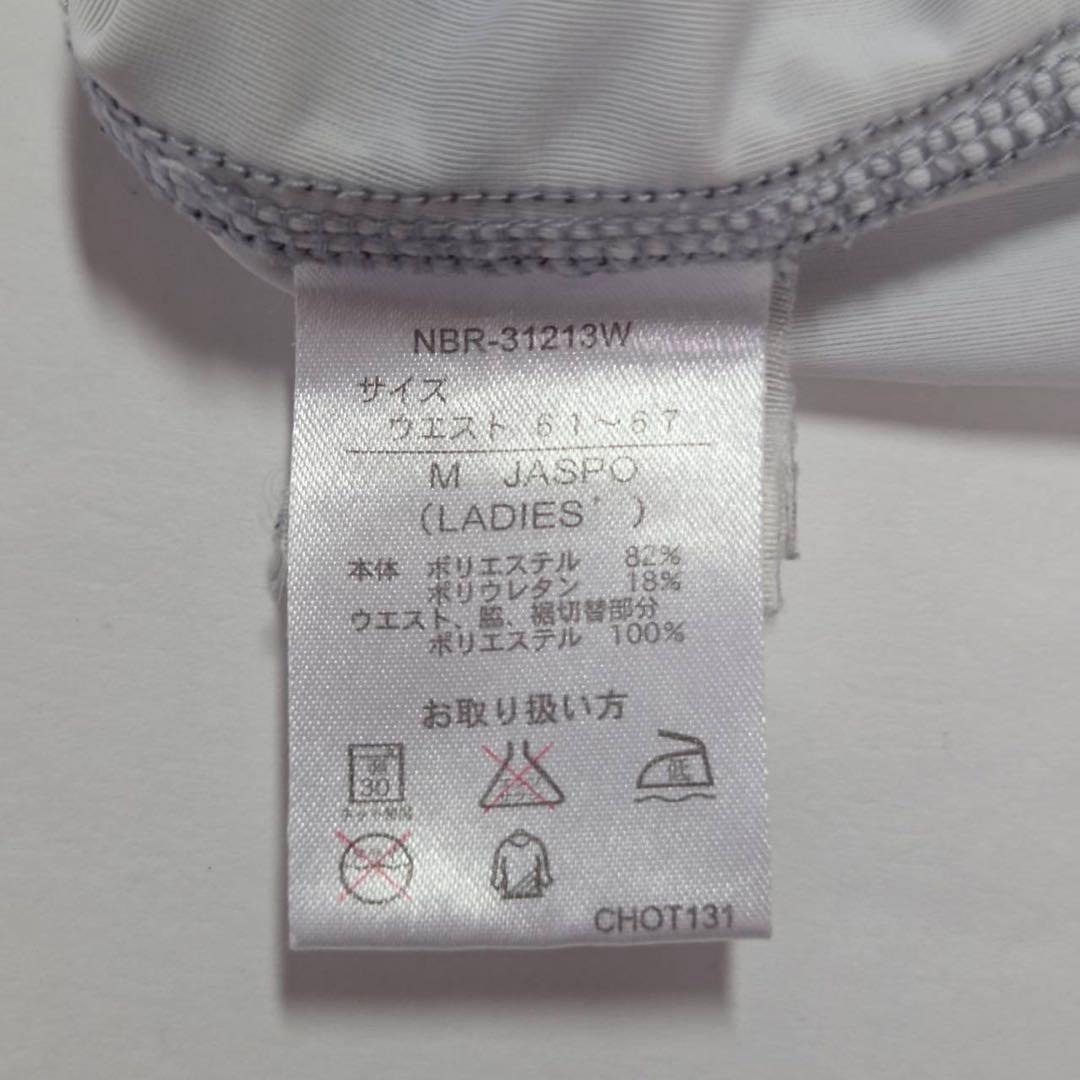 NBR-31213W
サイズ
ウエスト 61～67
M JASPO
(LADIES' )
本体 ポリエステル 82%
ポリウレタン 18%
ウエスト、脇、裾切替部分
ポリエステル 100%
お取り扱い方
30
低
CHOT131